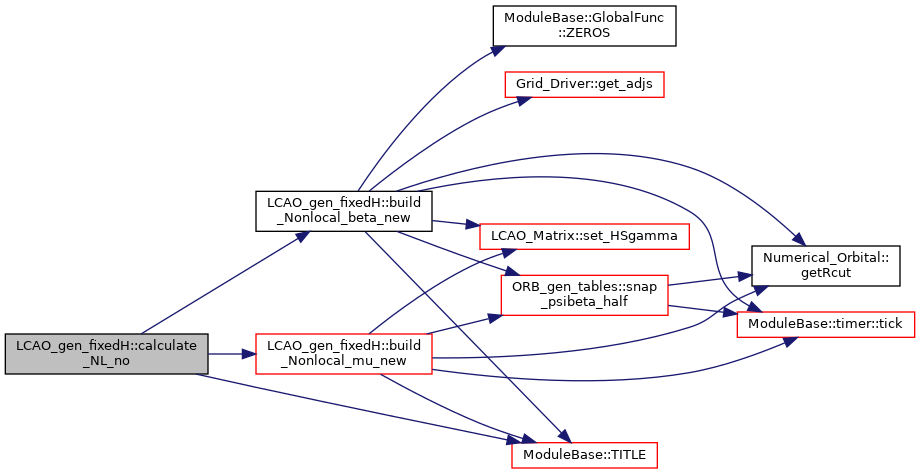 ModuleBase::GlobalFunc
::ZEROS
Grid_Driver::get_adjs
LCAO_gen_fixedH::build
_Nonlocal_beta_new
LCAO_Matrix::set_HSgamma
Numerical_Orbital::
getRcut
ORB_gen_tables::snap
_psibeta_half
ModuleBase::timer::tick
LCAO_gen_fixedH::calculate
_NL_no
LCAO_gen_fixedH::build
_Nonlocal_mu_new
ModuleBase::TITLE